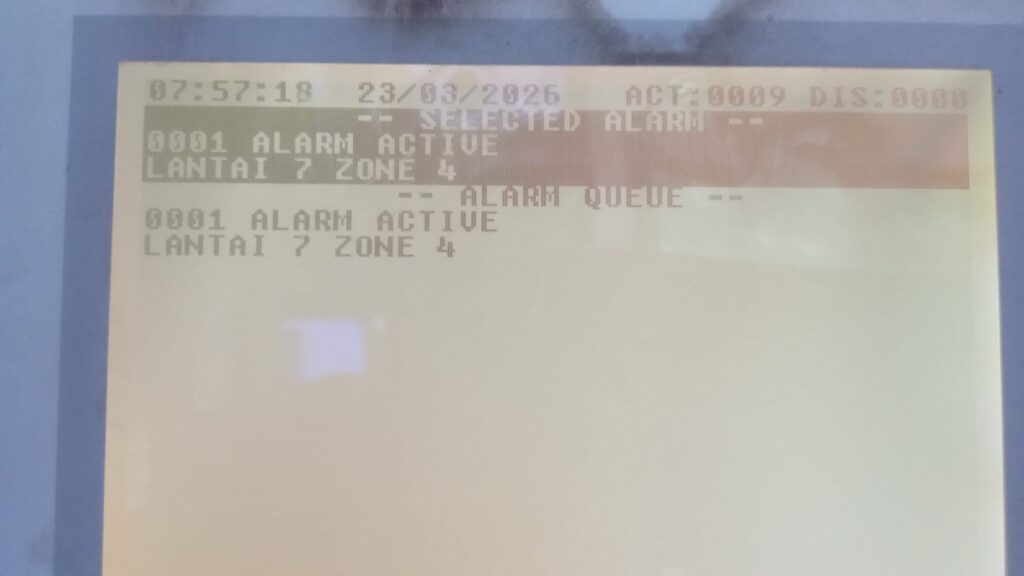 07:57:18 23/03/2026 ACT:0009 DIS:0000
-- SELECTED ALARM --
0001 ALARM ACTIVE
LANTAI 7 ZONE 4
-- ALARM QUEUE --
0001 ALARM ACTIVE
LANTAI 7 ZONE 4